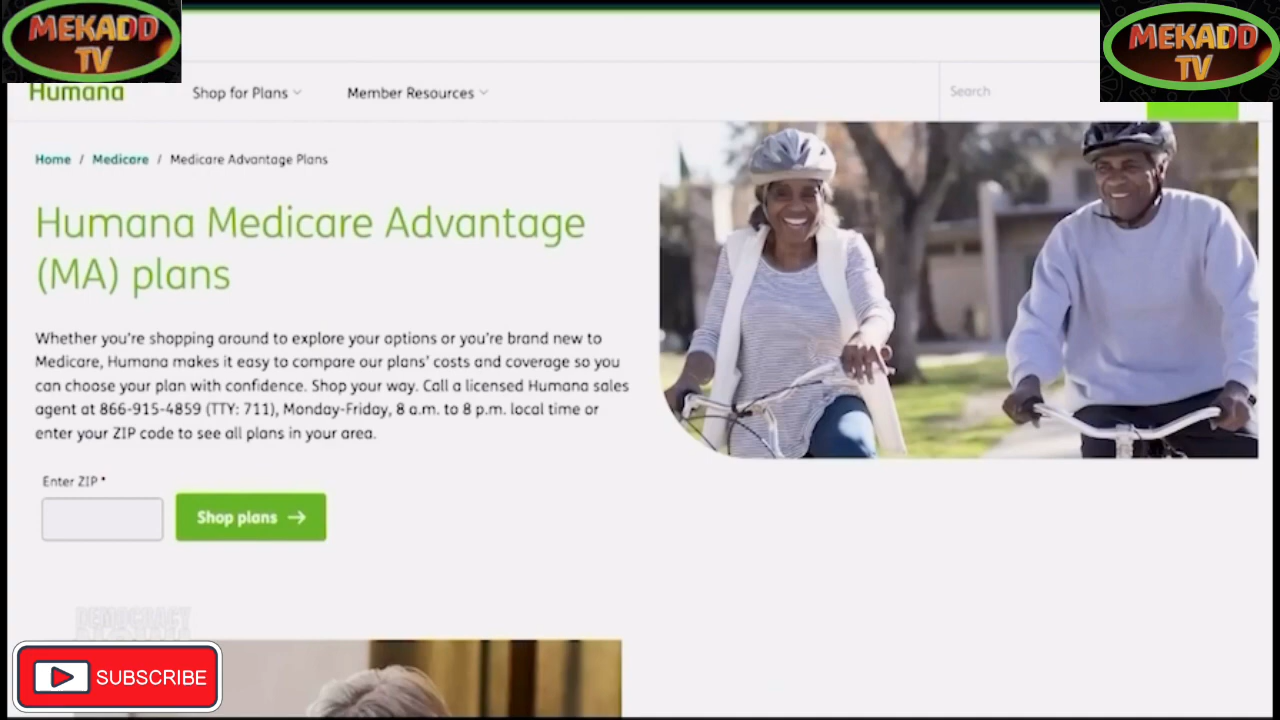 MEKADD
TV
MEKADD
TV
Humana
Shop for Plans
Member Resources
Search
Home / Medicare / Medicare Advantage Plans
Humana Medicare Advantage
(MA) plans
Whether you're shopping around to explore your options or you're brand new to
Medicare, Humana makes it easy to compare our plans' costs and coverage so you
can choose your plan with confidence. Shop your way. Call a licensed Humana sales
agent at 866-915-4859 (TTY: 711), Monday-Friday, 8 a.m. to 8 p.m. local time or
enter your ZIP code to see all plans in your area.
Enter ZIP *
Shop plans →
DEMOCRACY
SUBSCRIBE